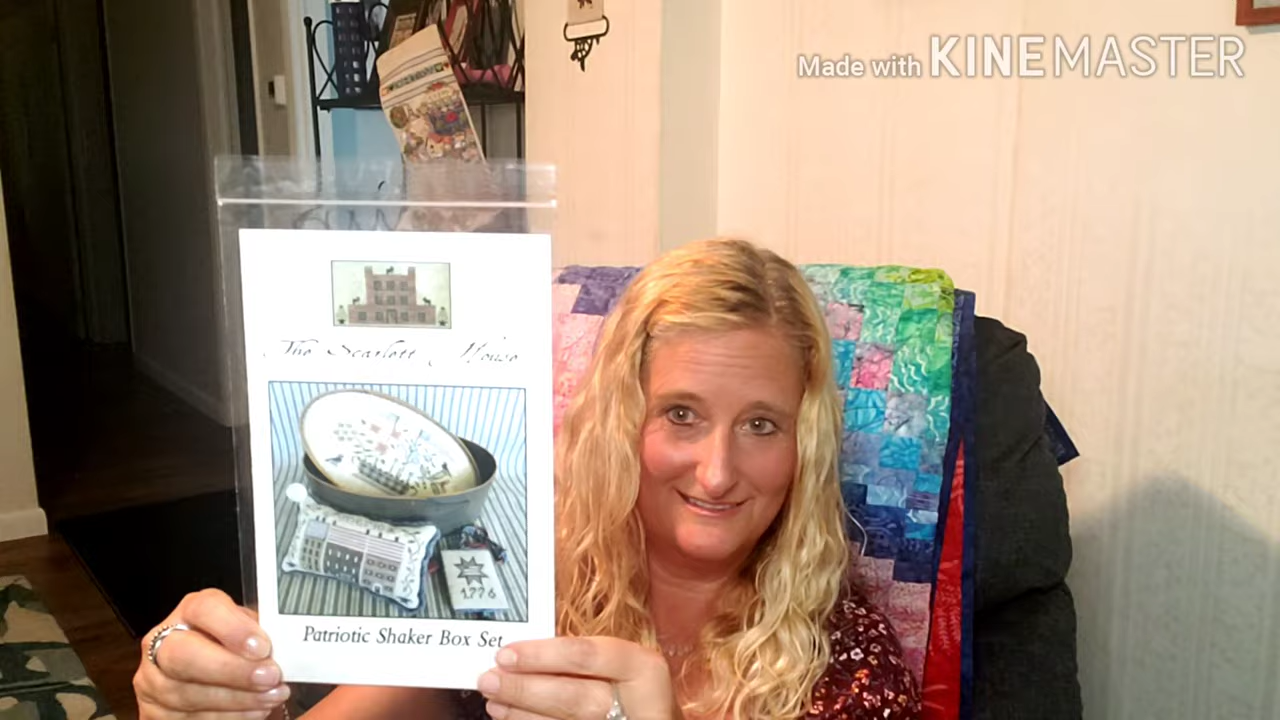 Made with KINEMASTER
The Scarlett House
1776
Patriotic Shaker Box Set